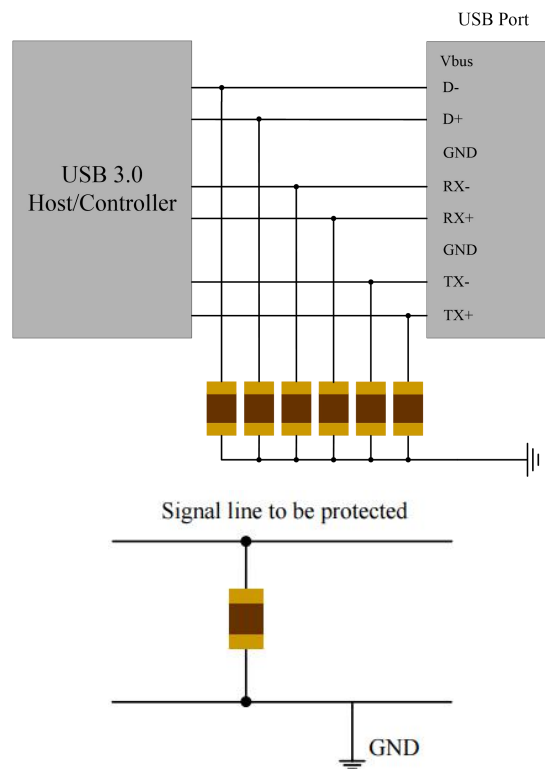 USB Port
USB 3.0
Host/Controller
Vbus
D-
D+
GND
RX-
RX+
GND
TX-
TX+
Signal line to be protected
GND